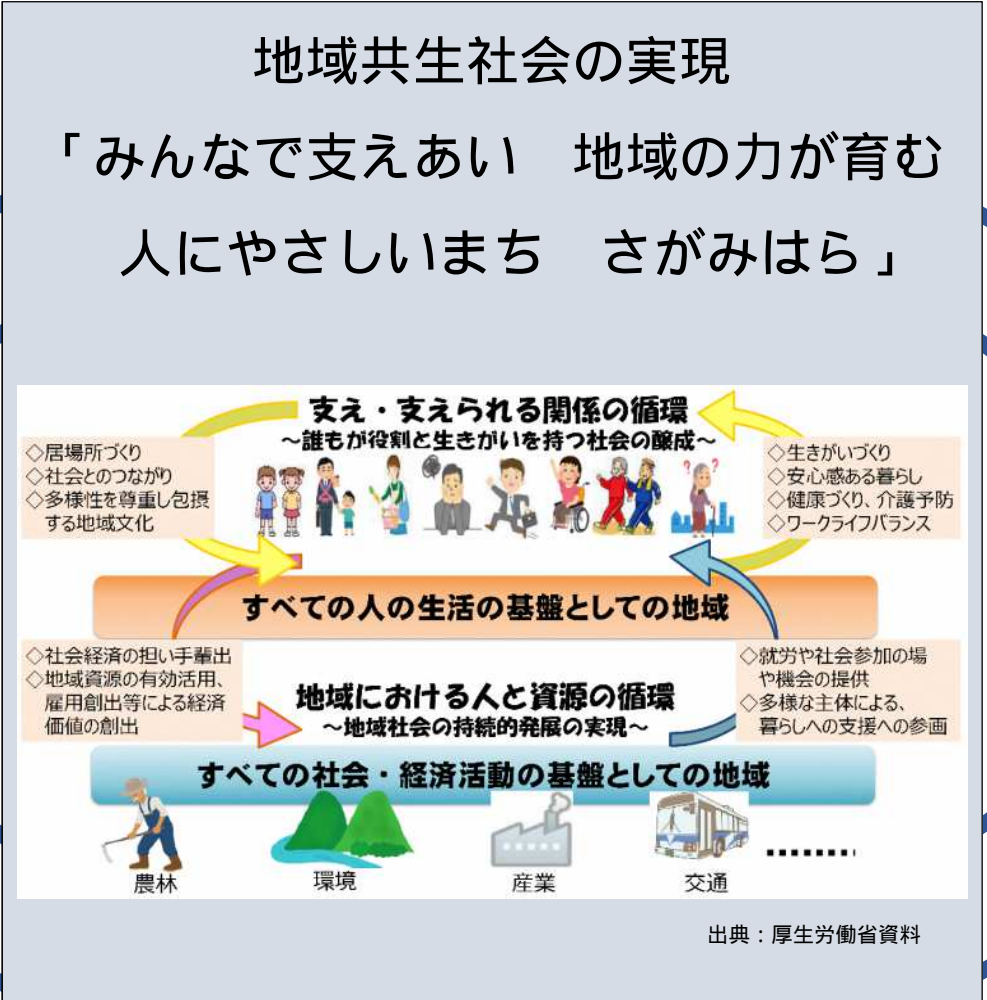 地域共生社会の実現
「みんなで支えあい　地域の力が育む
人にやさしいまち　さがみはら」
支え・支えられる関係の循環
～誰もが役割と生きがいを持つ社会の醸成～
◇居場所づくり
◇社会とのつながり
◇多様性を尊重し包摂
する地域文化
◇生きがいづくり
◇安心感ある暮らし
◇健康づくり、介護予防
◇ワークライフバランス
すべての人の生活の基盤としての地域
◇社会経済の担い手輩出
◇地域資源の有効活用、
雇用創出等による経済
価値の創出
地域における人と資源の循環
～地域社会の持続的発展の実現～
◇就労や社会参加の場
や機会の提供
◇多様な主体による、
暮らしへの支援への参画
すべての社会・経済活動の基盤としての地域
農林
環境
産業
交通
出典：厚生労働省資料